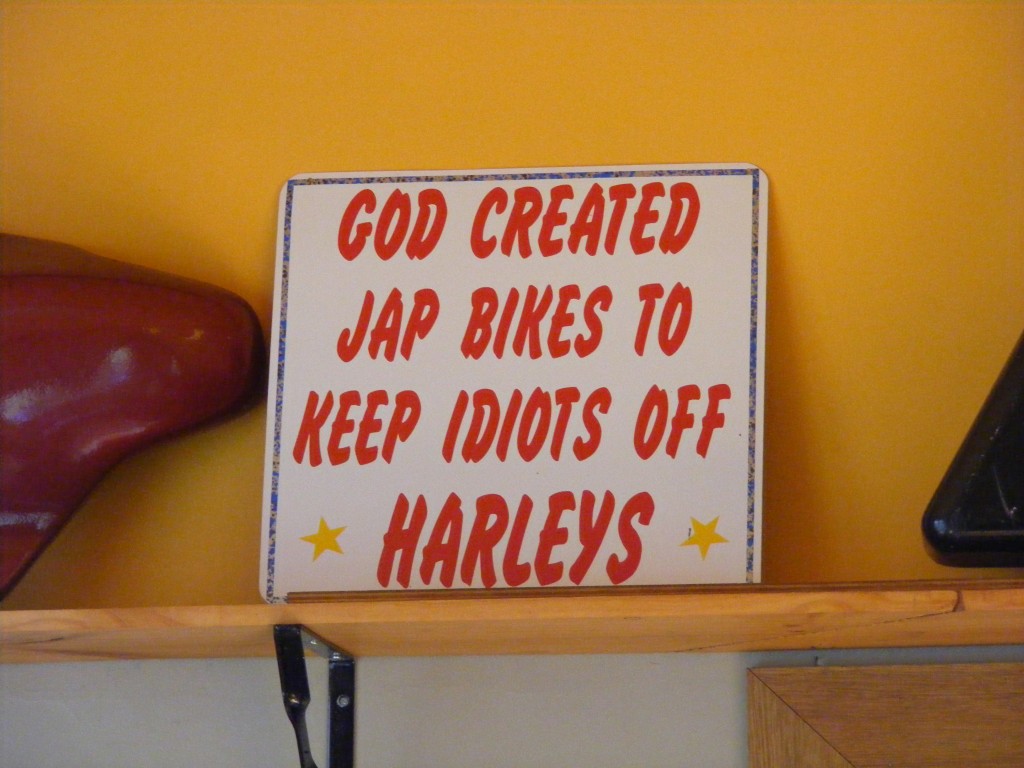 GOD CREATED
JAP BIKES TO
KEEP IDIOTS OFF
HARLEYS